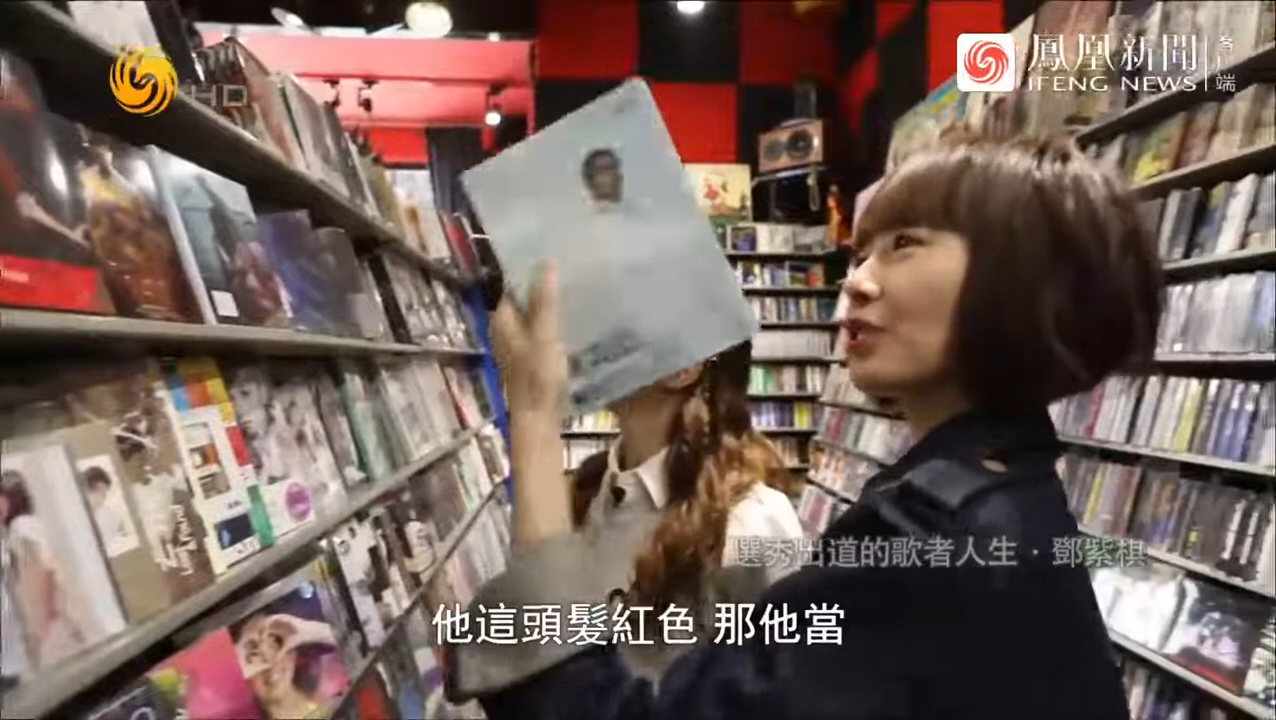 HD
鳳凰新聞
客戶端
IFENG NEWS
選秀出道的歌者人生·鄧紫棋
他這頭髮紅色 那他當